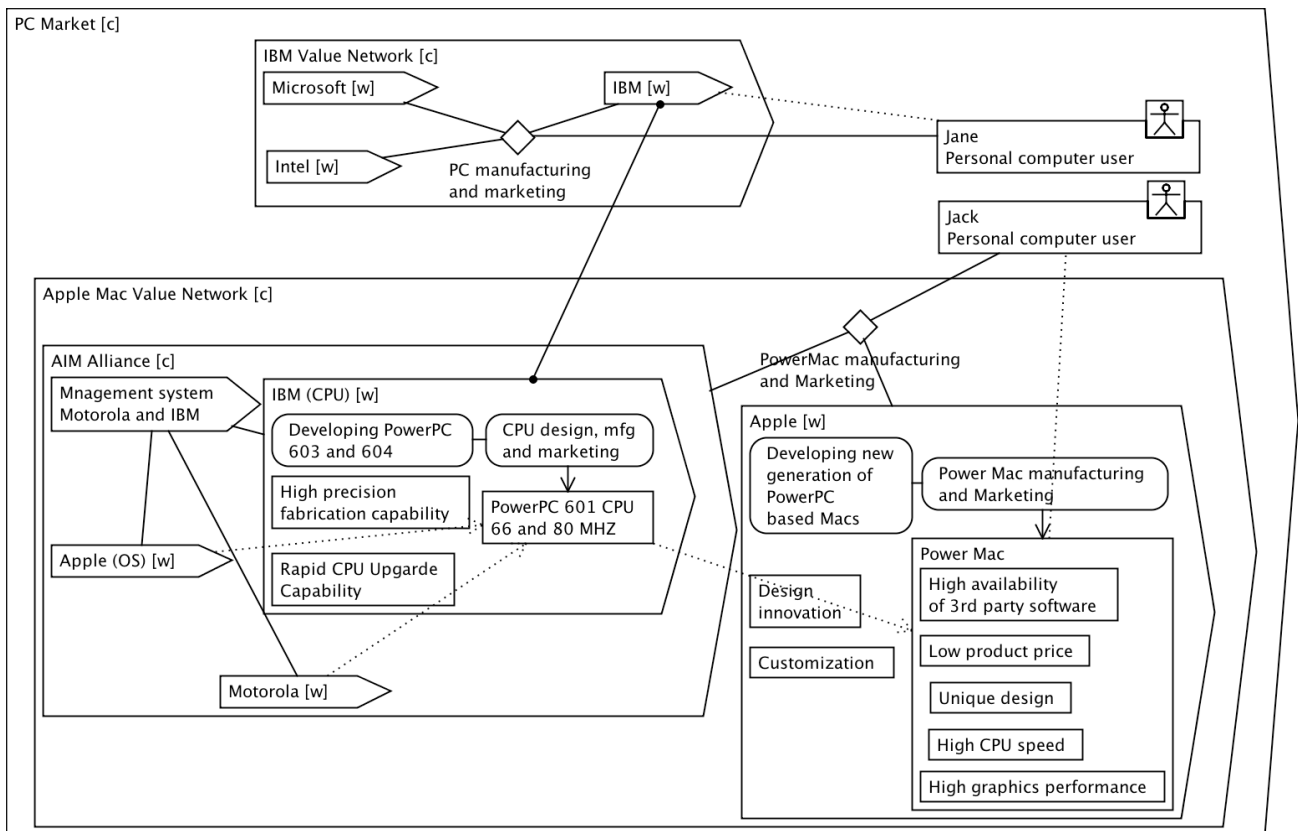 PC Market [c]
IBM Value Network [c]
Microsoft [w]
IBM [w]
Intel [w]
PC manufacturing
and marketing
Jane
Personal computer user
Jack
Personal computer user
Apple Mac Value Network [c]
PowerMac manufacturing
and Marketing
AIM Alliance [c]
Mnagement system
Motorola and IBM
IBM (CPU) [w]
Developing PowerPC
603 and 604
CPU design, mfg
and marketing
High precision
fabrication capability
PowerPC 601 CPU
66 and 80 MHZ
Apple (OS) [w]
Rapid CPU Upgarde
Capability
Motorola [w]
Apple [w]
Developing new
generation of
PowerPC
based Macs
Power Mac manufacturing
and Marketing
Design
innovation
Customization
Power Mac
High availability
of 3rd party software
Low product price
Unique design
High CPU speed
High graphics performance